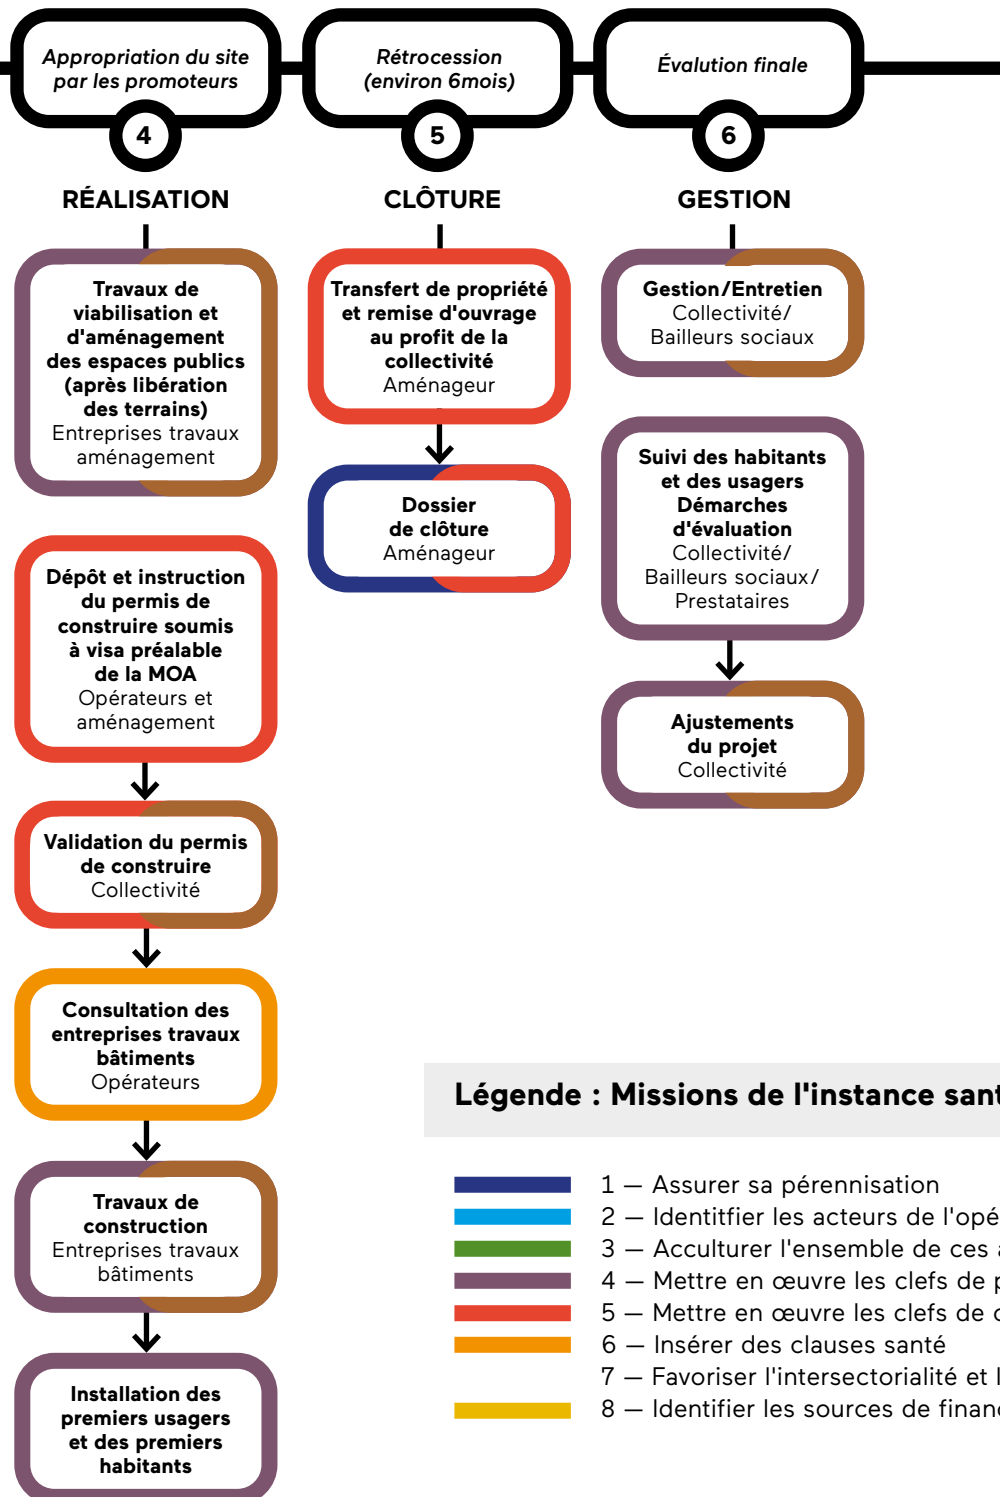 Appropriation du site
par les promoteurs
4
RÉALISATION
Travaux de
viabilisation et
d'aménagement
des espaces publics
(après libération
des terrains)
Entreprises travaux
aménagement
Dépôt et instruction
du permis de
construire soumis
à visa préalable
de la MOA
Opérateurs et
aménagement
Validation du permis
de construire
Collectivité
Consultation des
entreprises travaux
bâtiments
Opérateurs
Travaux de
construction
Entreprises travaux
bâtiments
Installation des
premiers usagers
et des premiers
habitants
Rétrocession
(environ 6mois)
5
CLÔTURE
Transfert de propriété
et remise d'ouvrage
au profit de la
collectivité
Aménageur
Dossier
de clôture
Aménageur
Évalution finale
6
GESTION
Gestion/Entretien
Collectivité/
Bailleurs sociaux
Suivi des habitants
et des usagers
Démarches
d'évaluation
Collectivité/
Bailleurs sociaux/
Prestataires
Ajustements
du projet
Collectivité
Légende : Missions de l'instance
1 — Assurer sa pérennisation
2 — Identitfier les acteurs de
3 — Acculturer l'ensemble de ces
4 — Mettre en œuvre les clefs de
5 — Mettre en œuvre les clefs de
6 — Insérer des clauses santé
7 — Favoriser l'intersectorialité et
8 — Identifier les sources de